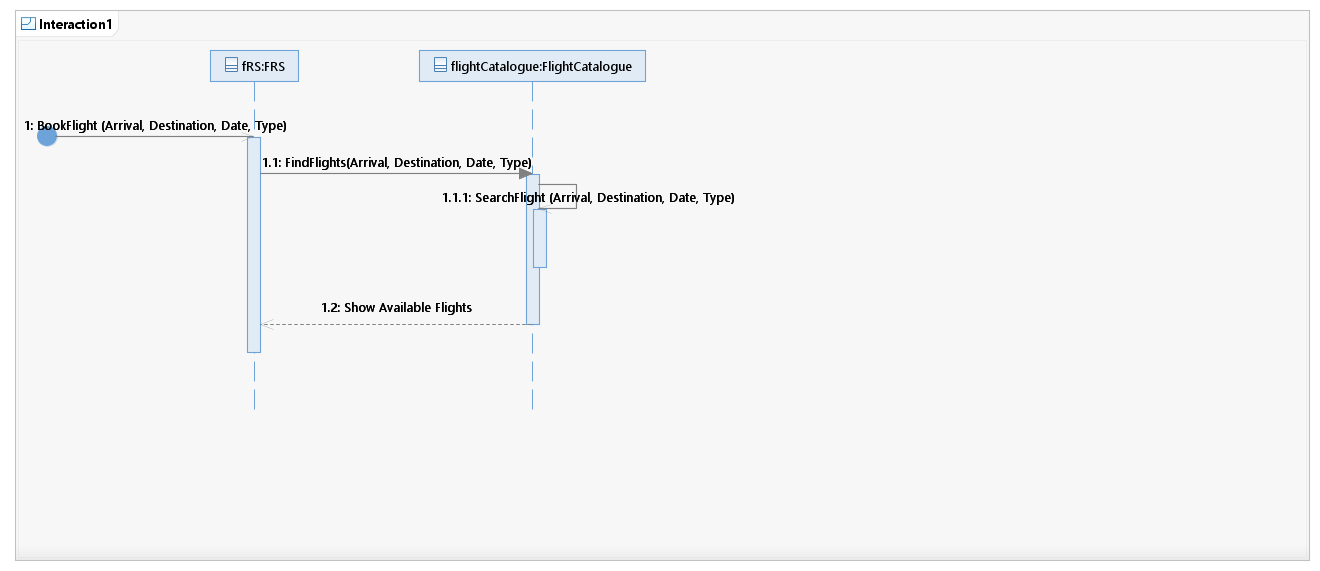 Interaction1
fRS:FRS
flightCatalogue:FlightCatalogue
1: BookFlight (Arrival, Destination, Date, Type)
1.1: FindFlights(Arrival, Destination, Date, Type)
1.1.1: SearchFlight (Arrival, Destination, Date, Type)
1.2: Show Available Flights